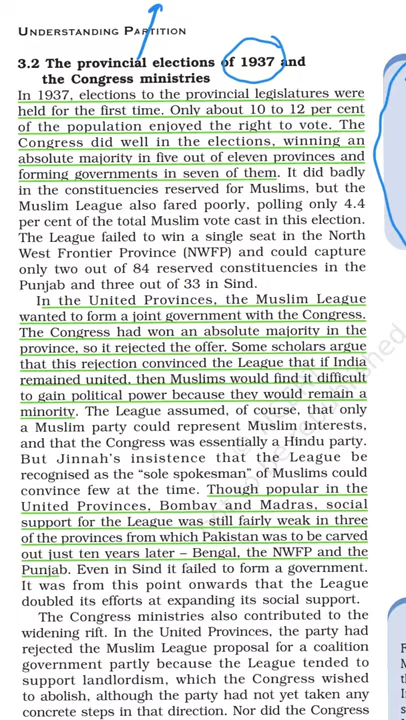 UNDERSTANDING PARTITION
3.2 The provincial elections of 1937 and
the Congress ministries
In 1937, elections to the provincial legislatures were
held for the first time. Only about 10 to 12 per cent
of the population enjoyed the right to vote. The
Congress did well in the elections, winning an
absolute majority in five out of eleven provinces and
forming governments in seven of them. It did badly
in the constituencies reserved for Muslims, but the
Muslim League also fared poorly, polling only 4.4
per cent of the total Muslim vote cast in this election.
The League failed to win a single seat in the North
West Frontier Province (NWFP) and could capture
only two out of 84 reserved constituencies in the
Punjab and three out of 33 in Sind.
In the United Provinces, the Muslim League
wanted to form a joint government with the Congress.
The Congress had won an absolute majority in the
province, so it rejected the offer. Some scholars argue
that this rejection convinced the League that if India
remained united, then Muslims would find it difficult
to gain political power because they would remain a
minority. The League assumed, of course, that only
a Muslim party could represent Muslim interests,
and that the Congress was essentially a Hindu party.
But Jinnah's insistence that the League be
recognised as the “sole spokesman” of Muslims could
convince few at the time. Though popular in the
United Provinces, Bombay and Madras, social
support for the League was still fairly weak in three
of the provinces from which Pakistan was to be carved
out just ten years later – Bengal, the NWFP and the
Punjab. Even in Sind it failed to form a government.
It was from this point onwards that the League
doubled its efforts at expanding its social support.
The Congress ministries also contributed to the
widening rift. In the United Provinces, the party had
rejected the Muslim League proposal for a coalition
government partly because the League tended to
support landlordism, which the Congress wished
to abolish, although the party had not yet taken any
concrete steps in that direction. Nor did the Congress